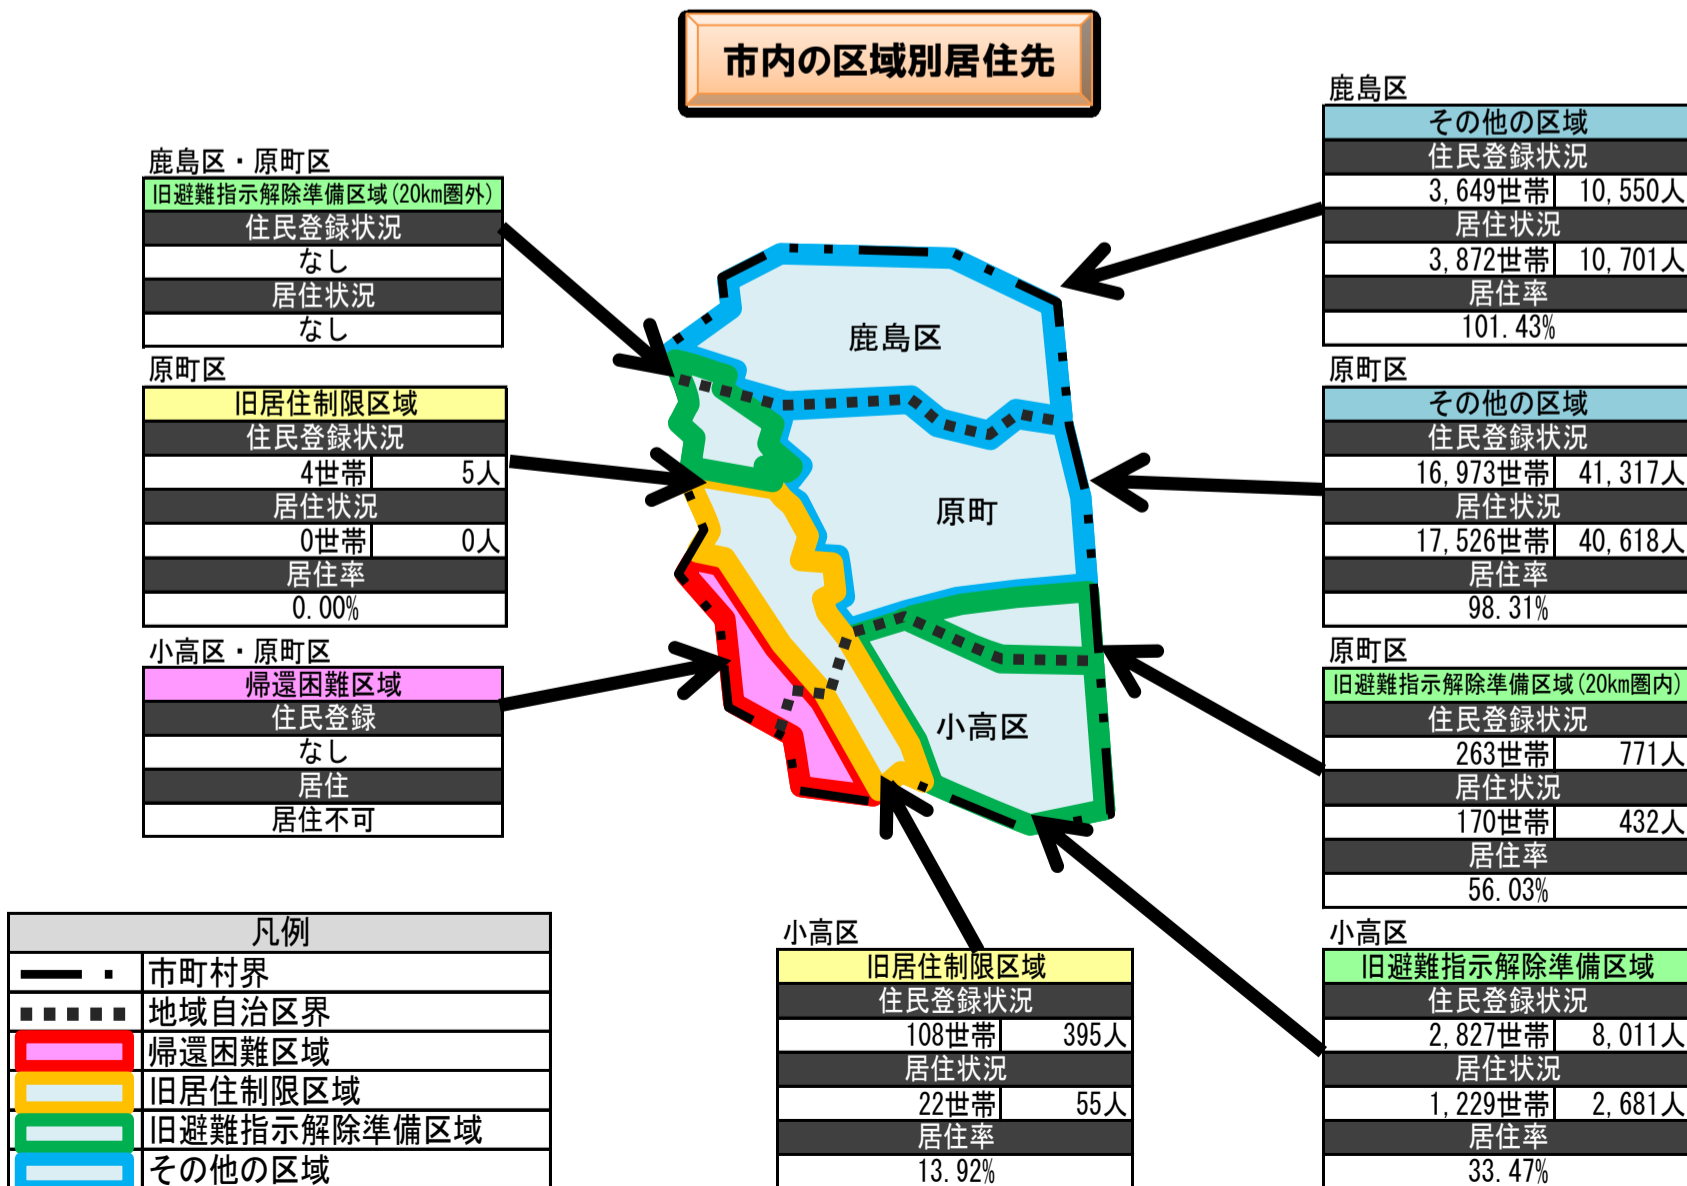 市内の区域別居住先
鹿島区・原町区
旧避難指示解除準備区域(20km圏外)
住民登録状況
なし
居住状況
なし
原町区
旧居住制限区域
住民登録状況
4世帯 5人
居住状況
0世帯 0人
居住率
0.00%
小高区・原町区
帰還困難区域
住民登録
なし
居住
居住不可
鹿島区
原町
小高区
鹿島区
その他の区域
住民登録状況
3,649世帯 10,550人
居住状況
3,872世帯 10,701人
居住率
101.43%
原町区
その他の区域
住民登録状況
16,973世帯 41,317人
居住状況
17,526世帯 40,618人
居住率
98.31%
原町区
旧避難指示解除準備区域(20km圏内)
住民登録状況
263世帯 771人
居住状況
170世帯 432人
居住率
56.03%
小高区
旧避難指示解除準備区域
住民登録状況
2,827世帯 8,011人
居住状況
1,229世帯 2,681人
居住率
33.47%
小高区
旧居住制限区域
住民登録状況
108世帯 395人
居住状況
22世帯 55人
居住率
13.92%
凡例
市町村界
地域自治区界
帰還困難区域
旧居住制限区域
旧避難指示解除準備区域
その他の区域